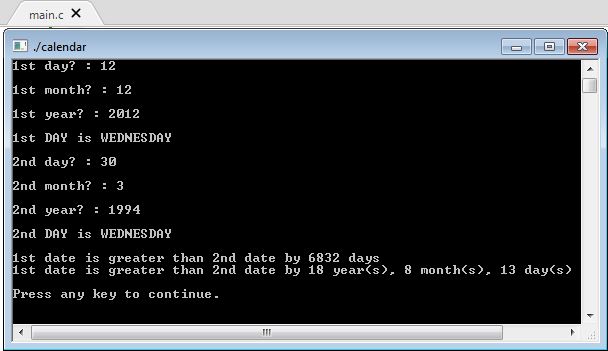 main.c
./calendar
1st day? : 12
1st month? : 12
1st year? : 2012
1st DAY is WEDNESDAY
2nd day? : 30
2nd month? : 3
2nd year? : 1994
2nd DAY is WEDNESDAY
1st date is greater than 2nd date by 6832 days
1st date is greater than 2nd date by 18 year(s), 8 month(s), 13 day(s)
Press any key to continue.